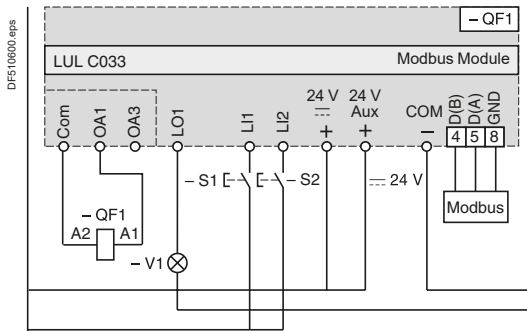 DF510600.eps
– QF1
LUL C033
Modbus Module
Com
OA1
OA3
LO1
LI1
LI2
24 V
+
24 V
Aux
+
COM
–
D(B)
D(A)
GND
4 5 8
– S1
– S2
24 V
Modbus
– QF1
A2
A1
– V1